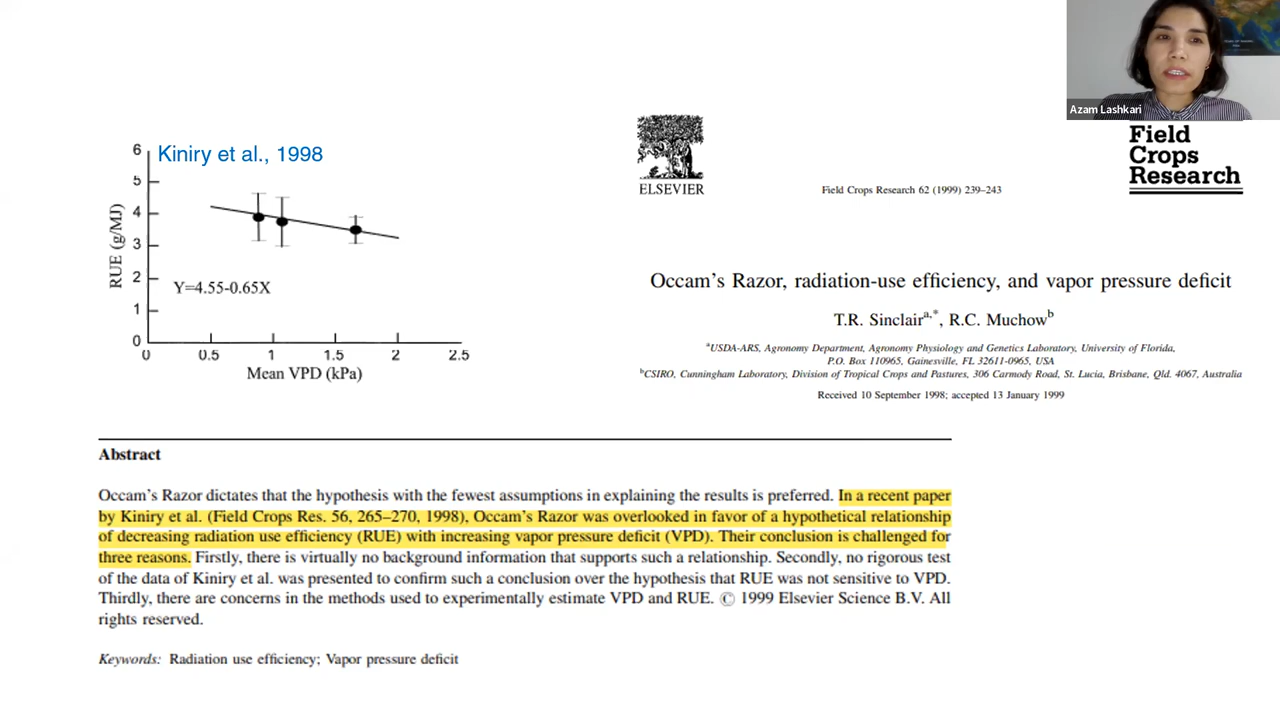 Azam Lashkari
Kiniry et al., 1998
6
5
4
3
2
1
0
RUE (g/MJ)
Y=4.55-0.65X
0
0.5
1
1.5
2
2.5
Mean VPD (kPa)
ELSEVIER
Field Crops Research 62 (1999) 239–243
Field
Crops
Research
Occam's Razor, radiation-use efficiency, and vapor pressure deficit
T.R. Sinclaira,*, R.C. Muchowb
aUSDA-ARS, Agronomy Department, Agronomy Physiology and Genetics Laboratory, University of Florida,
P.O. Box 110965, Gainesville, FL 32611-0965, USA
bCSIRO, Cunningham Laboratory, Division of Tropical Crops and Pastures, 306 Carmody Road, St. Lucia, Brisbane, Qld. 4067, Australia
Received 10 September 1998; accepted 13 January 1999
Abstract
Occam's Razor dictates that the hypothesis with the fewest assumptions in explaining the results is preferred. In a recent paper
by Kiniry et al. (Field Crops Res. 56, 265–270, 1998), Occam's Razor was overlooked in favor of a hypothetical relationship
of decreasing radiation use efficiency (RUE) with increasing vapor pressure deficit (VPD). Their conclusion is challenged for
three reasons. Firstly, there is virtually no background information that supports such a relationship. Secondly, no rigorous test
of the data of Kiniry et al. was presented to confirm such a conclusion over the hypothesis that RUE was not sensitive to VPD.
Thirdly, there are concerns in the methods used to experimentally estimate VPD and RUE. © 1999 Elsevier Science B.V. All
rights reserved.
Keywords: Radiation use efficiency; Vapor pressure deficit